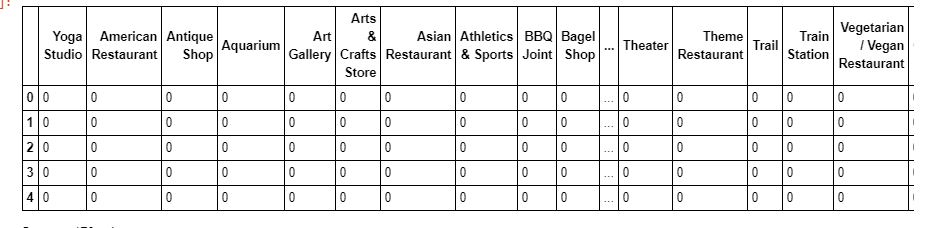 Yoga Studio American Restaurant Antique Shop Aquarium Art Gallery Arts & Crafts Store Asian Restaurant Athletics & Sports BBQ Joint Bagel Shop ... Theater Theme Restaurant Trail Train Station Vegetarian / Vegan Restaurant
0 0 0 0 0 0 0 0 0 0 0 ... 0 0 0 0 0
1 0 0 0 0 0 0 0 0 0 0 ... 0 0 0 0 0
2 0 0 0 0 0 0 0 0 0 0 ... 0 0 0 0 0
3 0 0 0 0 0 0 0 0 0 0 ... 0 0 0 0 0
4 0 0 0 0 0 0 0 0 0 0 ... 0 0 0 0 0